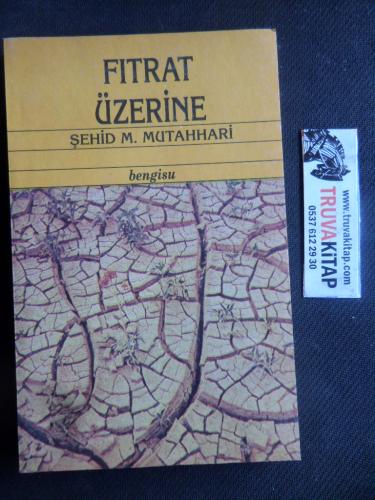 FITRAT
ÜZERİNE
ŞEHİD M. MUTAHHARİ
bengisu
www.truvakitap.com
TRUVAKİTAP
0537 612 29 30